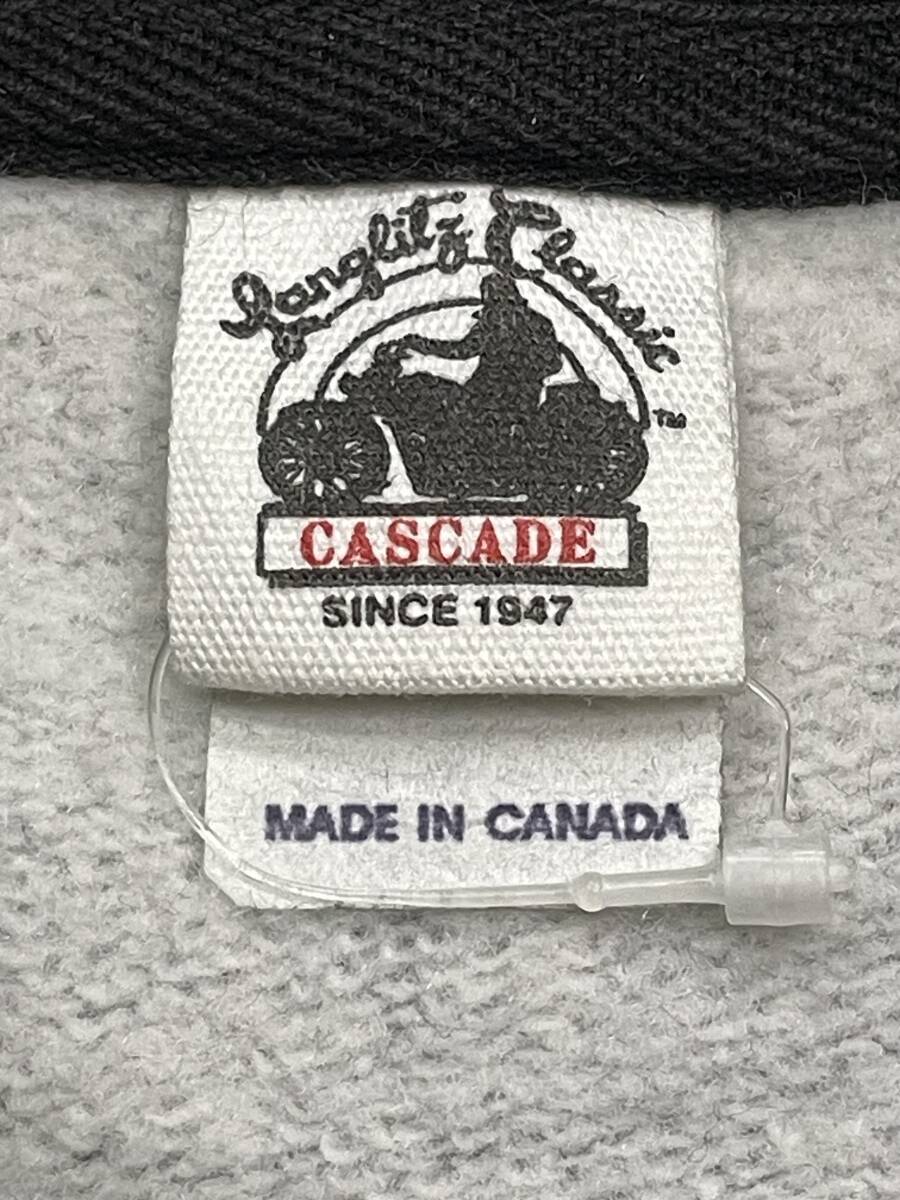 Langlitz Classic
TM
CASCADE
SINCE 1947
MADE IN CANADA